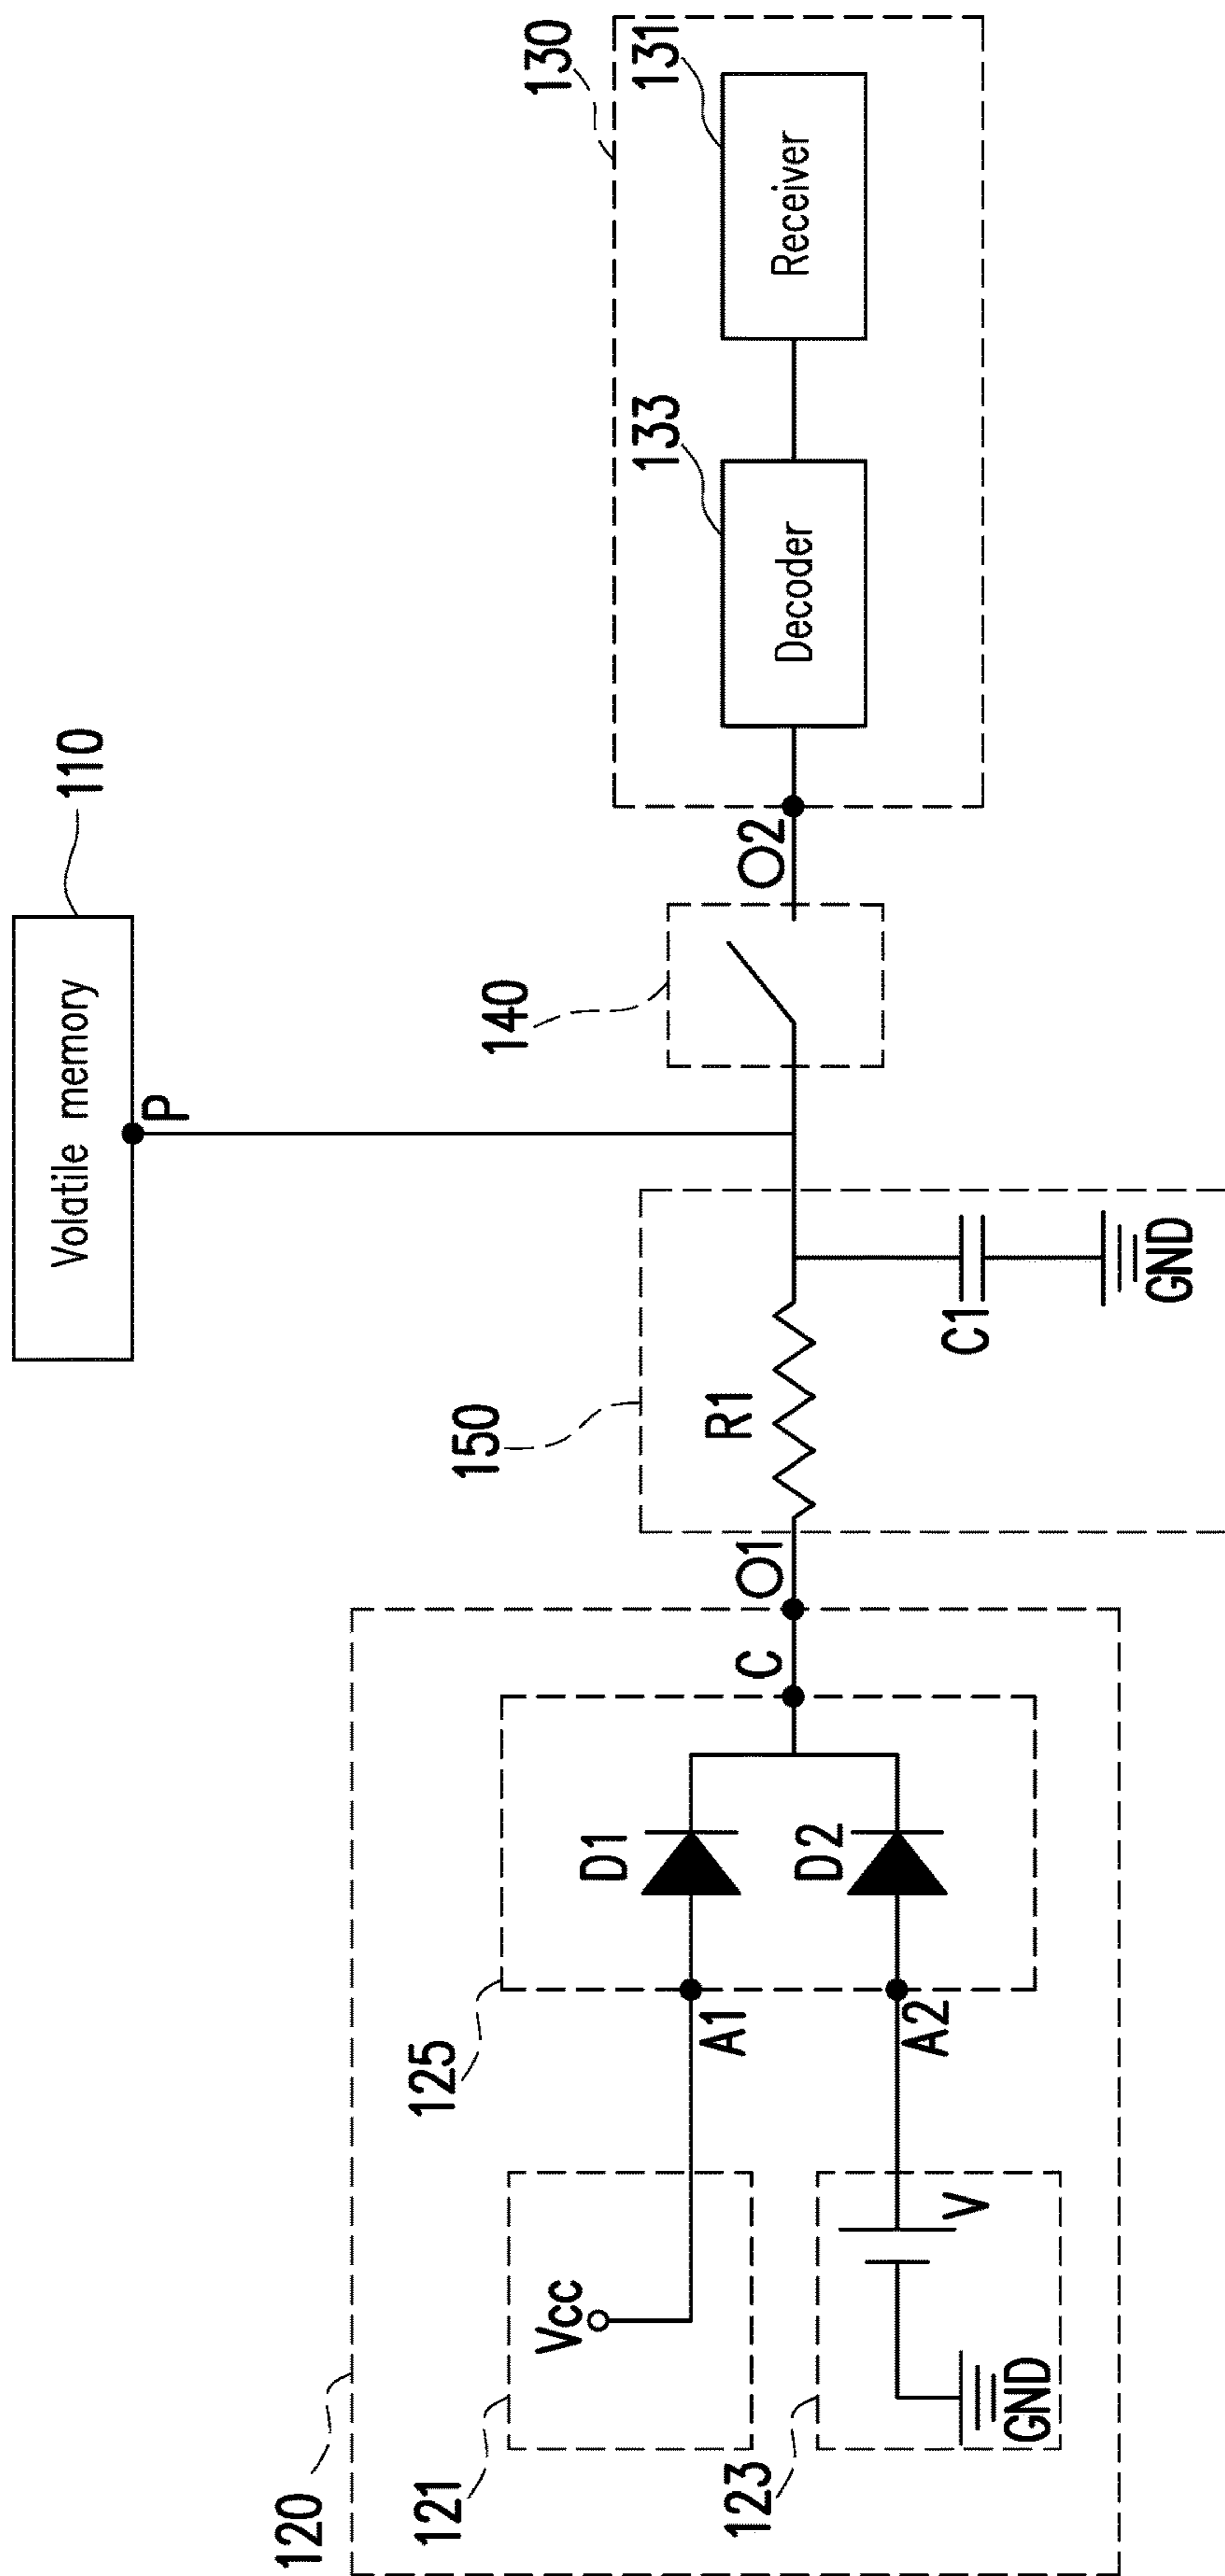 Volatile memory
110
P
120
121
Vcc
123
V
GND
125
A1
A2
D1
D2
C
O1
150
R1
C1
GND
140
O2
130
133
Decoder
131
Receiver